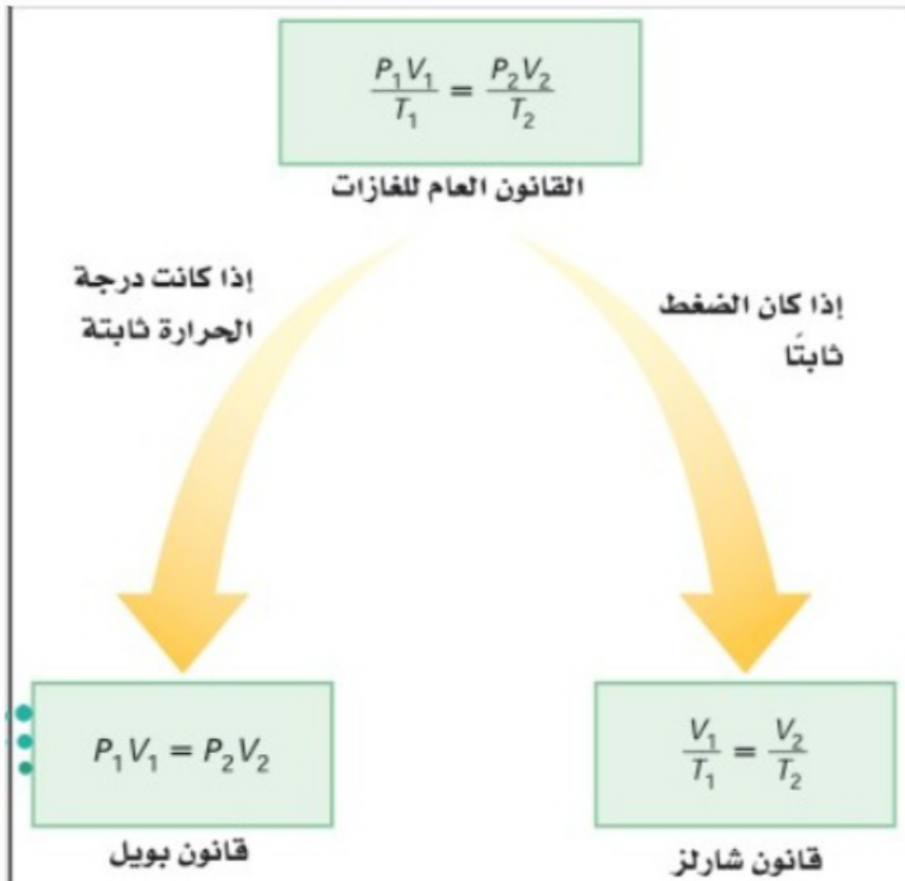 P₁V₁/T₁ = P₂V₂/T₂
القانون العام للغازات
إذا كان الضغط
ثابتًا
إذا كانت درجة
الحرارة ثابتة
V₁/T₁ = V₂/T₂
قانون شارلز
P₁V₁ = P₂V₂
قانون بويل